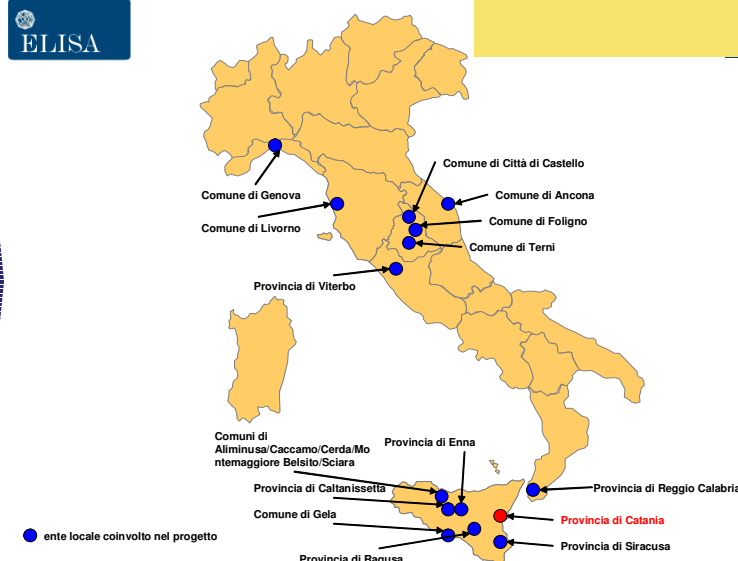 ELISA
Comune di Città di Castello
Comune di Genova
Comune di Ancona
Comune di Livorno
Comune di Foligno
Comune di Terni
Provincia di Viterbo
Comuni di
Aliminusa/Caccamo/Cerda/Mo
ntemaggiore Belsito/Sciara
Provincia di Enna
Provincia di Caltanissetta
Provincia di Reggio Calabria
Comune di Gela
Provincia di Catania
ente locale coinvolto nel progetto
Provincia di Siracusa
Provincia di Ragusa